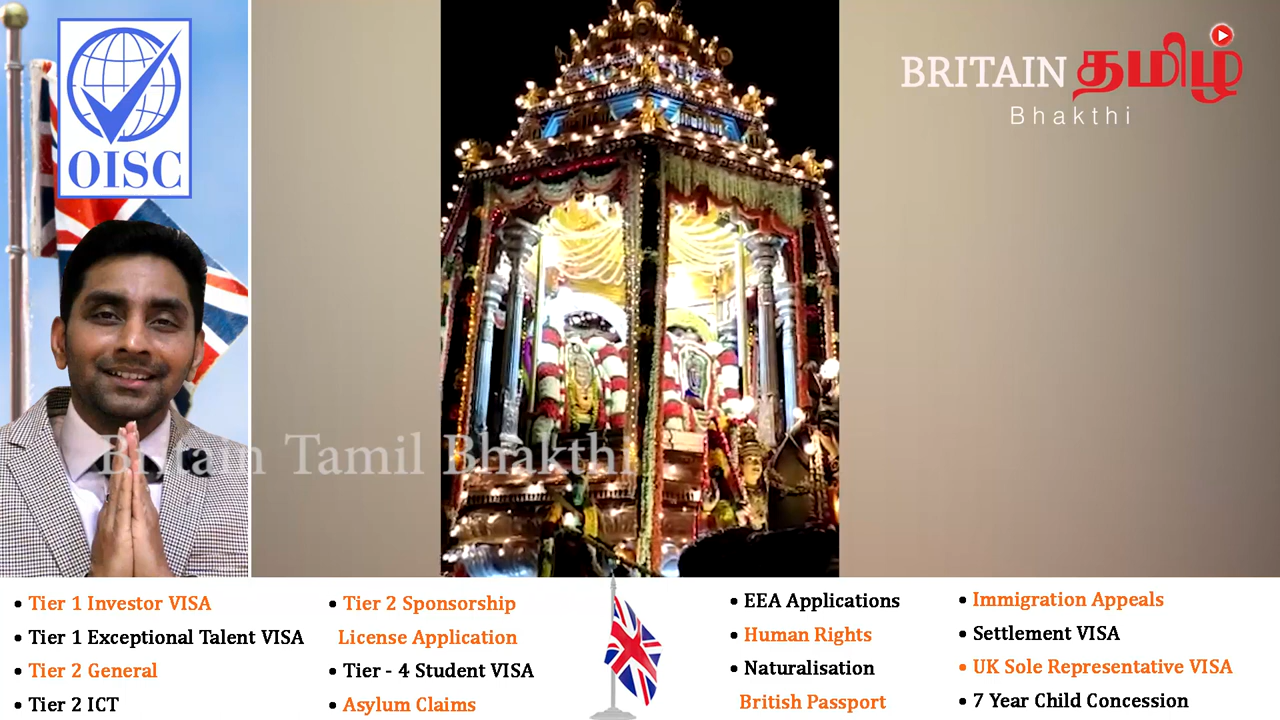 OISC
BRITAIN தமிழ்
Bhakthi
Britain Tamil Bhakthi
• Tier 1 Investor VISA
• Tier 1 Exceptional Talent VISA
• Tier 2 General
• Tier 2 ICT
• Tier 2 Sponsorship
License Application
• Tier - 4 Student VISA
• Asylum Claims
• EEA Applications
• Human Rights
• Naturalisation
British Passport
• Immigration Appeals
• Settlement VISA
• UK Sole Representative VISA
• 7 Year Child Concession